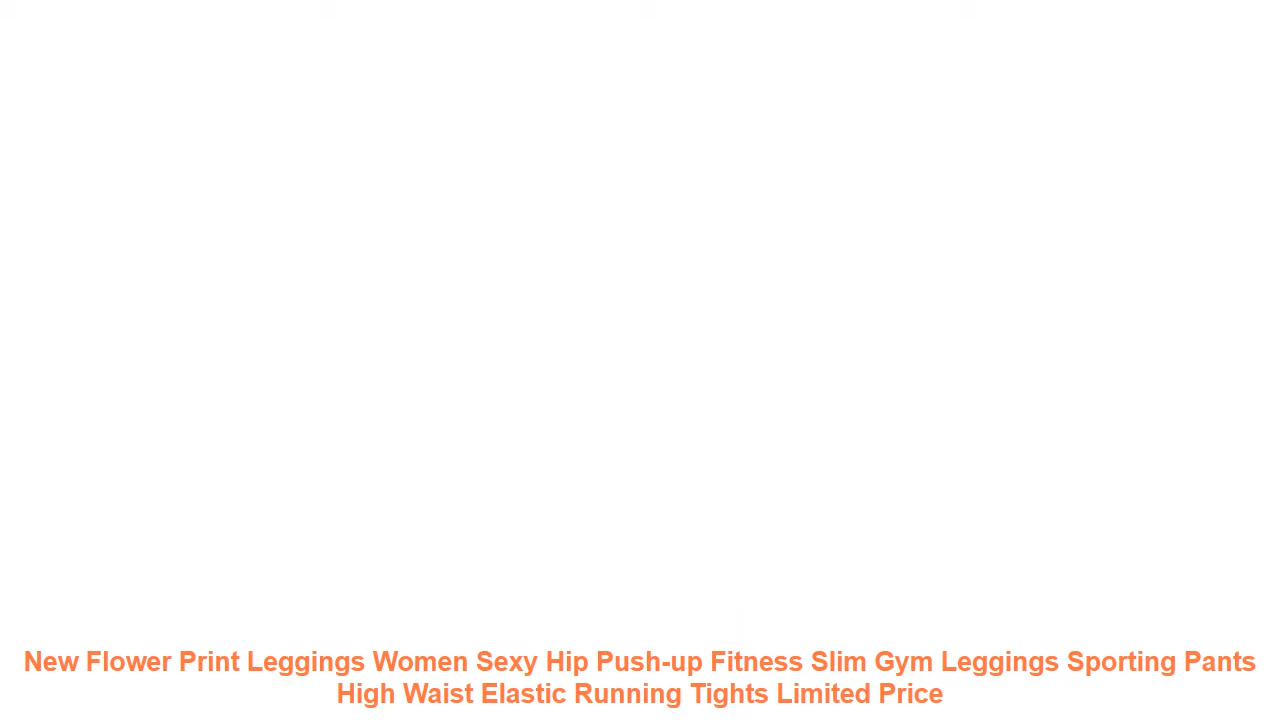 New Flower Print Leggings Women Sexy Hip Push-up Fitness Slim Gym Leggings Sporting Pants
High Waist Elastic Running Tights Limited Price